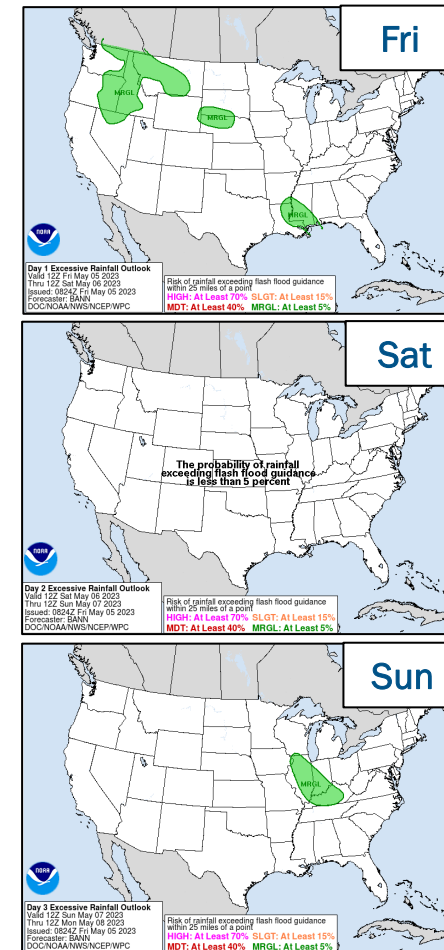 Fri
MRGL
MRGL
MRGL
NOAA
Day 1 Excessive Rainfall Outlook
Valid 12Z Fri May 05 2023
Thru 12Z Sat May 06 2023
Issued: 0824Z Fri May 05 2023
Forecaster: BANN
DOC/NOAA/NWS/NCEP/WPC
Risk of rainfall exceeding flash flood guidance
within 25 miles of a point
HIGH: At Least 70% SLGT: At Least 15%
MDT: At Least 40% MRGL: At Least 5%
Sat
The probability of rainfall
exceeding flash flood guidance
is less than 5 percent
NOAA
Day 2 Excessive Rainfall Outlook
Valid 12Z Sat May 06 2023
Thru 12Z Sun May 07 2023
Issued: 0824Z Fri May 05 2023
Forecaster: BANN
DOC/NOAA/NWS/NCEP/WPC
Risk of rainfall exceeding flash flood guidance
within 25 miles of a point
HIGH: At Least 70% SLGT: At Least 15%
MDT: At Least 40% MRGL: At Least 5%
Sun
MRGL
NOAA
Day 3 Excessive Rainfall Outlook
Valid 12Z Sun May 07 2023
Thru 12Z Mon May 08 2023
Issued: 0824Z Fri May 05 2023
Forecaster: BANN
DOC/NOAA/NWS/NCEP/WPC
Risk of rainfall exceeding flash flood guidance
within 25 miles of a point
HIGH: At Least 70% SLGT: At Least 15%
MDT: At Least 40% MRGL: At Least 5%